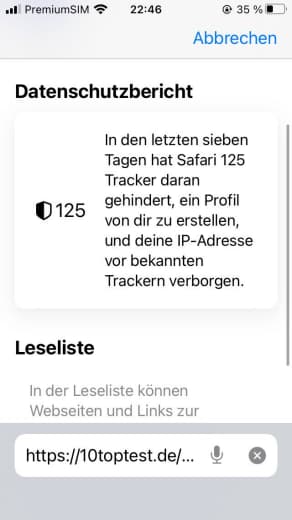 PremiumSIM 22:46 35 %
Abbrechen
Datenschutzbericht
125
In den letzten sieben
Tagen hat Safari 125
Tracker daran
gehindert, ein Profil
von dir zu erstellen,
und deine IP-Adresse
vor bekannten
Trackern verborgen.
Leseliste
In der Leseliste können
Webseiten und Links zur
https://10toptest.de/...